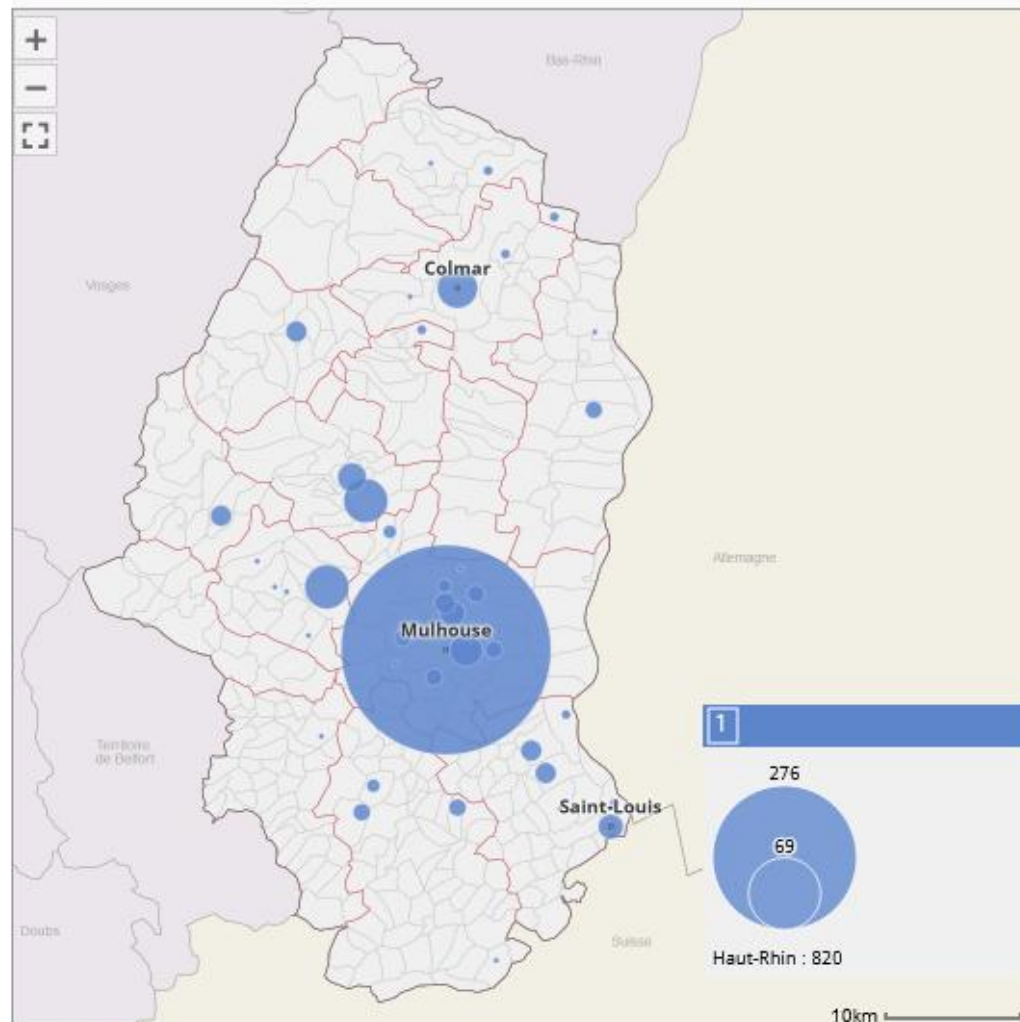 +
−
Bas-Rhin
Colmar
Vosges
Allemagne
Mulhouse
1
Territoire
de Belfort
276
Saint-Louis
69
Doubs
Suisse
Haut-Rhin : 820
10km